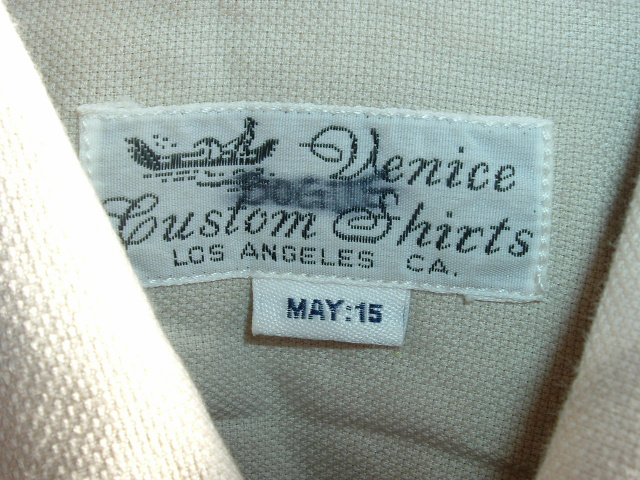 Venice
Custom Shirts
LOS ANGELES CA.
MAY:15